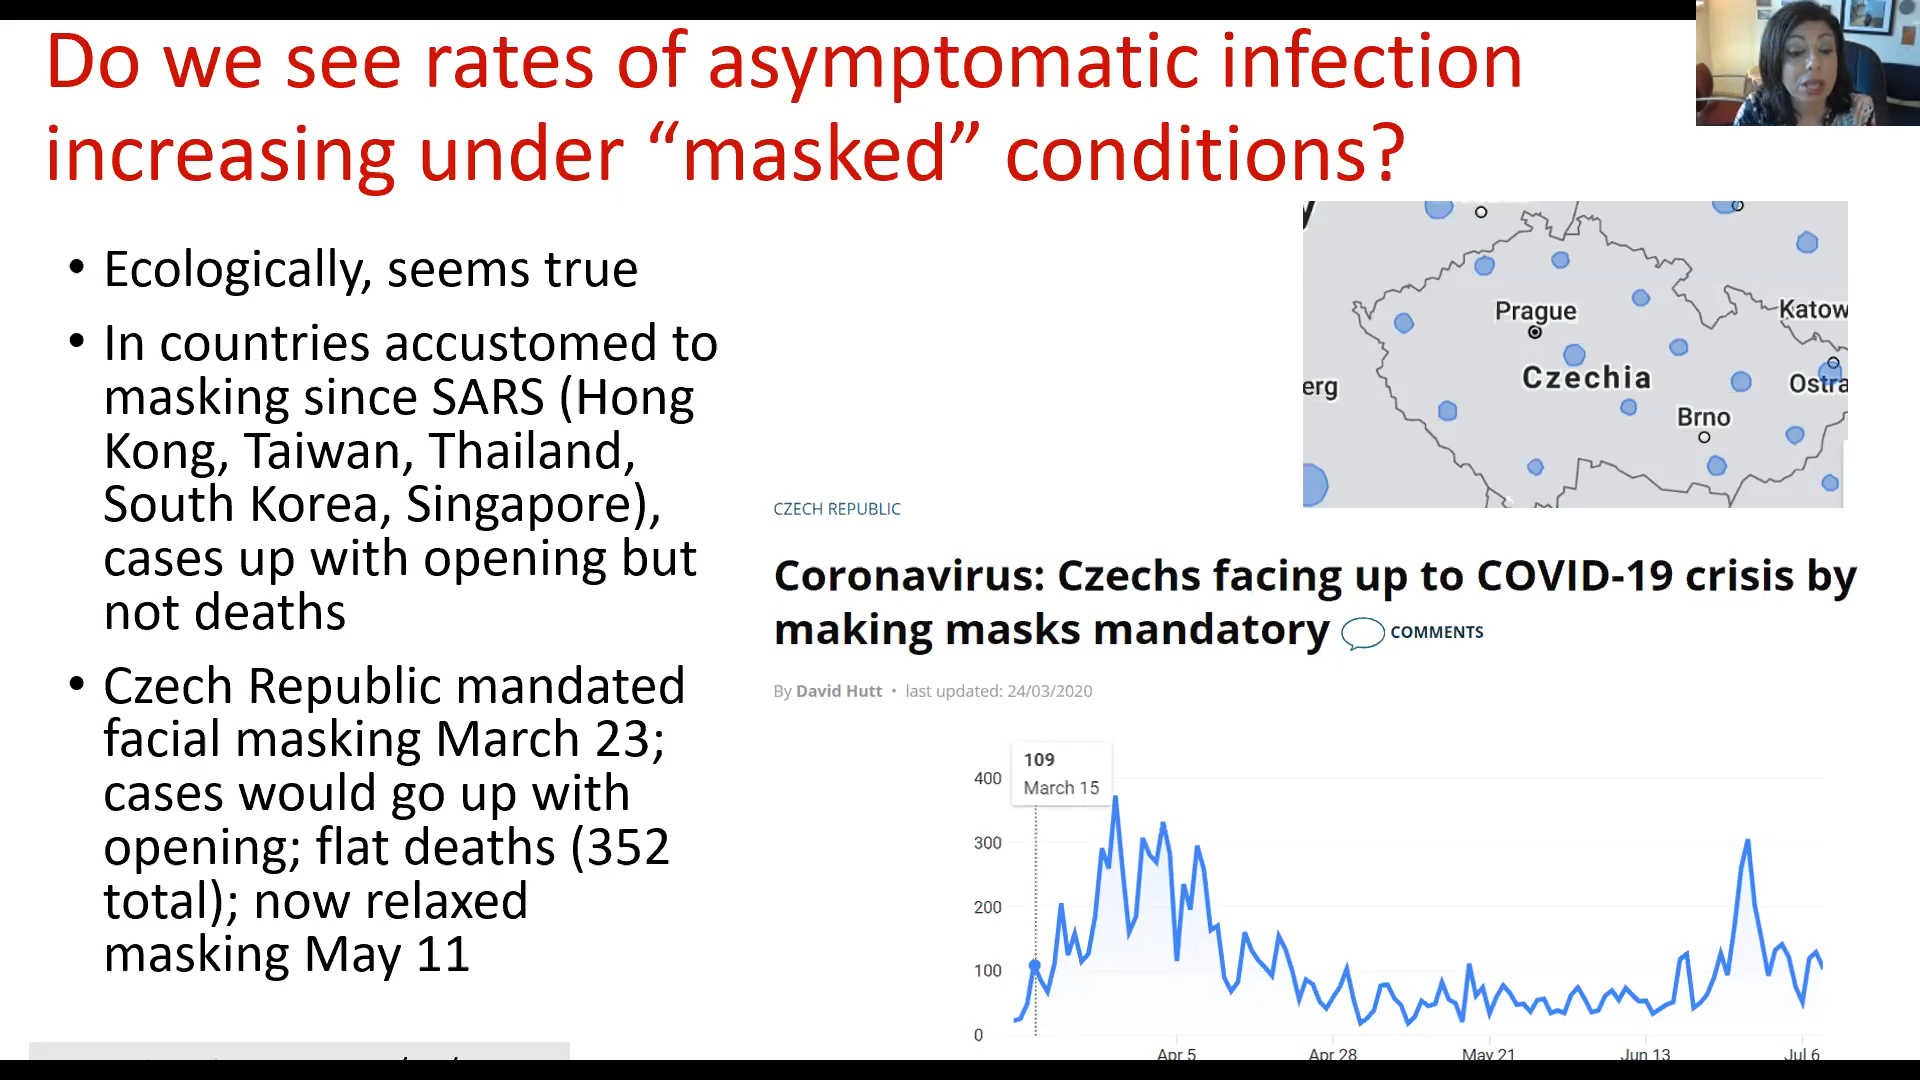 Do we see rates of asymptomatic infection
increasing under “masked” conditions?
• Ecologically, seems true
• In countries accustomed to
masking since SARS (Hong
Kong, Taiwan, Thailand,
South Korea, Singapore),
cases up with opening but
not deaths
• Czech Republic mandated
facial masking March 23;
cases would go up with
opening; flat deaths (352
total); now relaxed
masking May 11
Prague
Katow
Czechia
erg
Ostra
Brno
CZECH REPUBLIC
Coronavirus: Czechs facing up to COVID-19 crisis by
making masks mandatory COMMENTS
By David Hutt • last updated: 24/03/2020
109
March 15
400
300
200
100
0
Apr 5 Apr 28 May 21 Jun 13 Jul 6